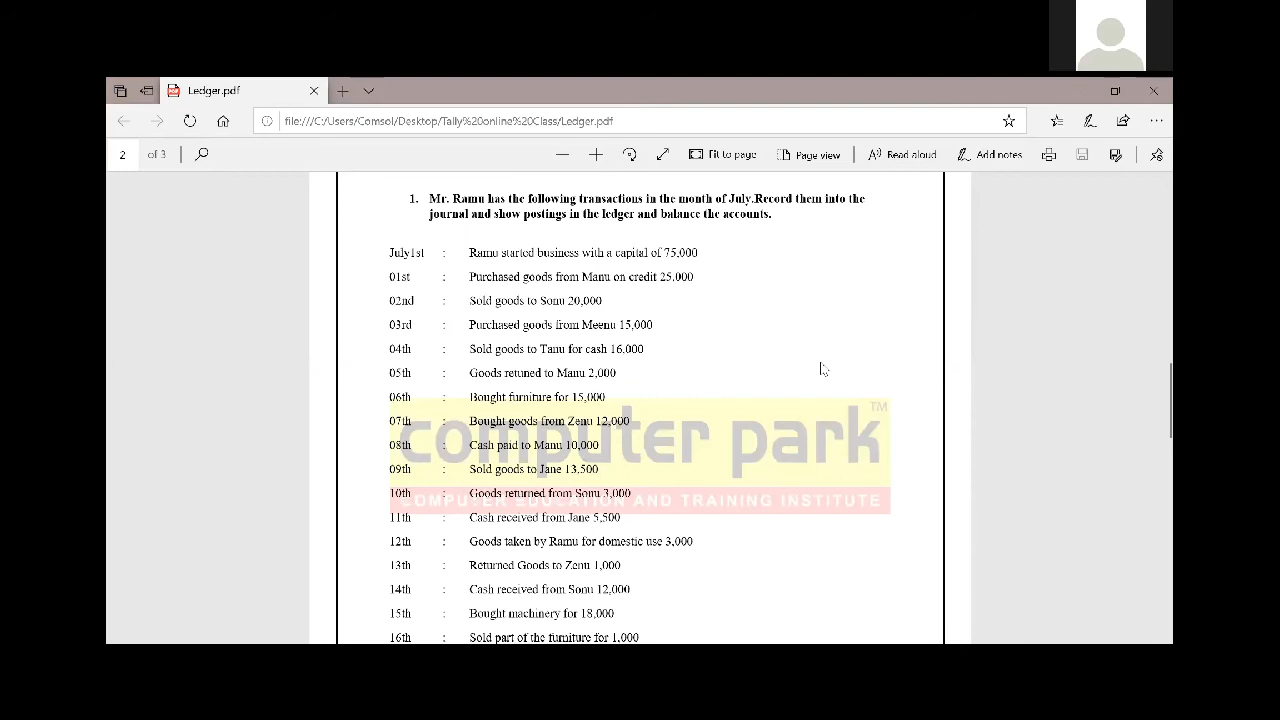 Ledger.pdf
file:///C:/Users/Comsol/Desktop/Tally%20online%20Class/Ledger.pdf
2 of 3 Fit to page Page view Read aloud Add notes
1. Mr. Ramu has the following transactions in the month of July.Record them into the
journal and show postings in the ledger and balance the accounts.
July1st : Ramu started business with a capital of 75,000
01st : Purchased goods from Manu on credit 25,000
02nd : Sold goods to Sonu 20,000
03rd : Purchased goods from Meenu 15,000
04th : Sold goods to Tanu for cash 16,000
05th : Goods retuned to Manu 2,000
06th : Bought furniture for 15,000
07th : Bought goods from Zenu 12,000
08th : Cash paid to Manu 10,000
09th : Sold goods to Jane 13,500
10th : Goods returned from Sonu 3,000
11th : Cash received from Jane 5,500
12th : Goods taken by Ramu for domestic use 3,000
13th : Returned Goods to Zenu 1,000
14th : Cash received from Sonu 12,000
15th : Bought machinery for 18,000
16th : Sold part of the furniture for 1,000
computer park TM
COMPUTER EDUCATION AND TRAINING INSTITUTE